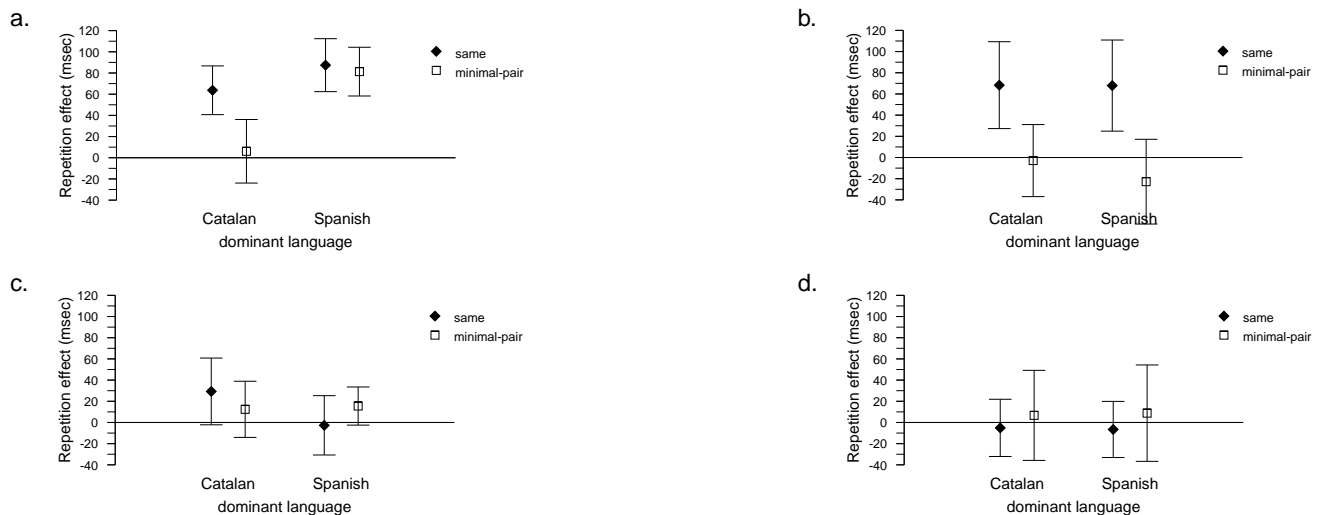 a.
Repetition effect (msec)
120
100
80
60
40
20
0
-20
-40
same
minimal-pair
Catalan Spanish
dominant language
b.
Repetition effect (msec)
120
100
80
60
40
20
0
-20
-40
same
minimal-pair
Catalan Spanish
dominant language
c.
Repetition effect (msec)
120
100
80
60
40
20
0
-20
-40
same
minimal-pair
Catalan Spanish
dominant language
d.
Repetition effect (msec)
120
100
80
60
40
20
0
-20
-40
same
minimal-pair
Catalan Spanish
dominant language